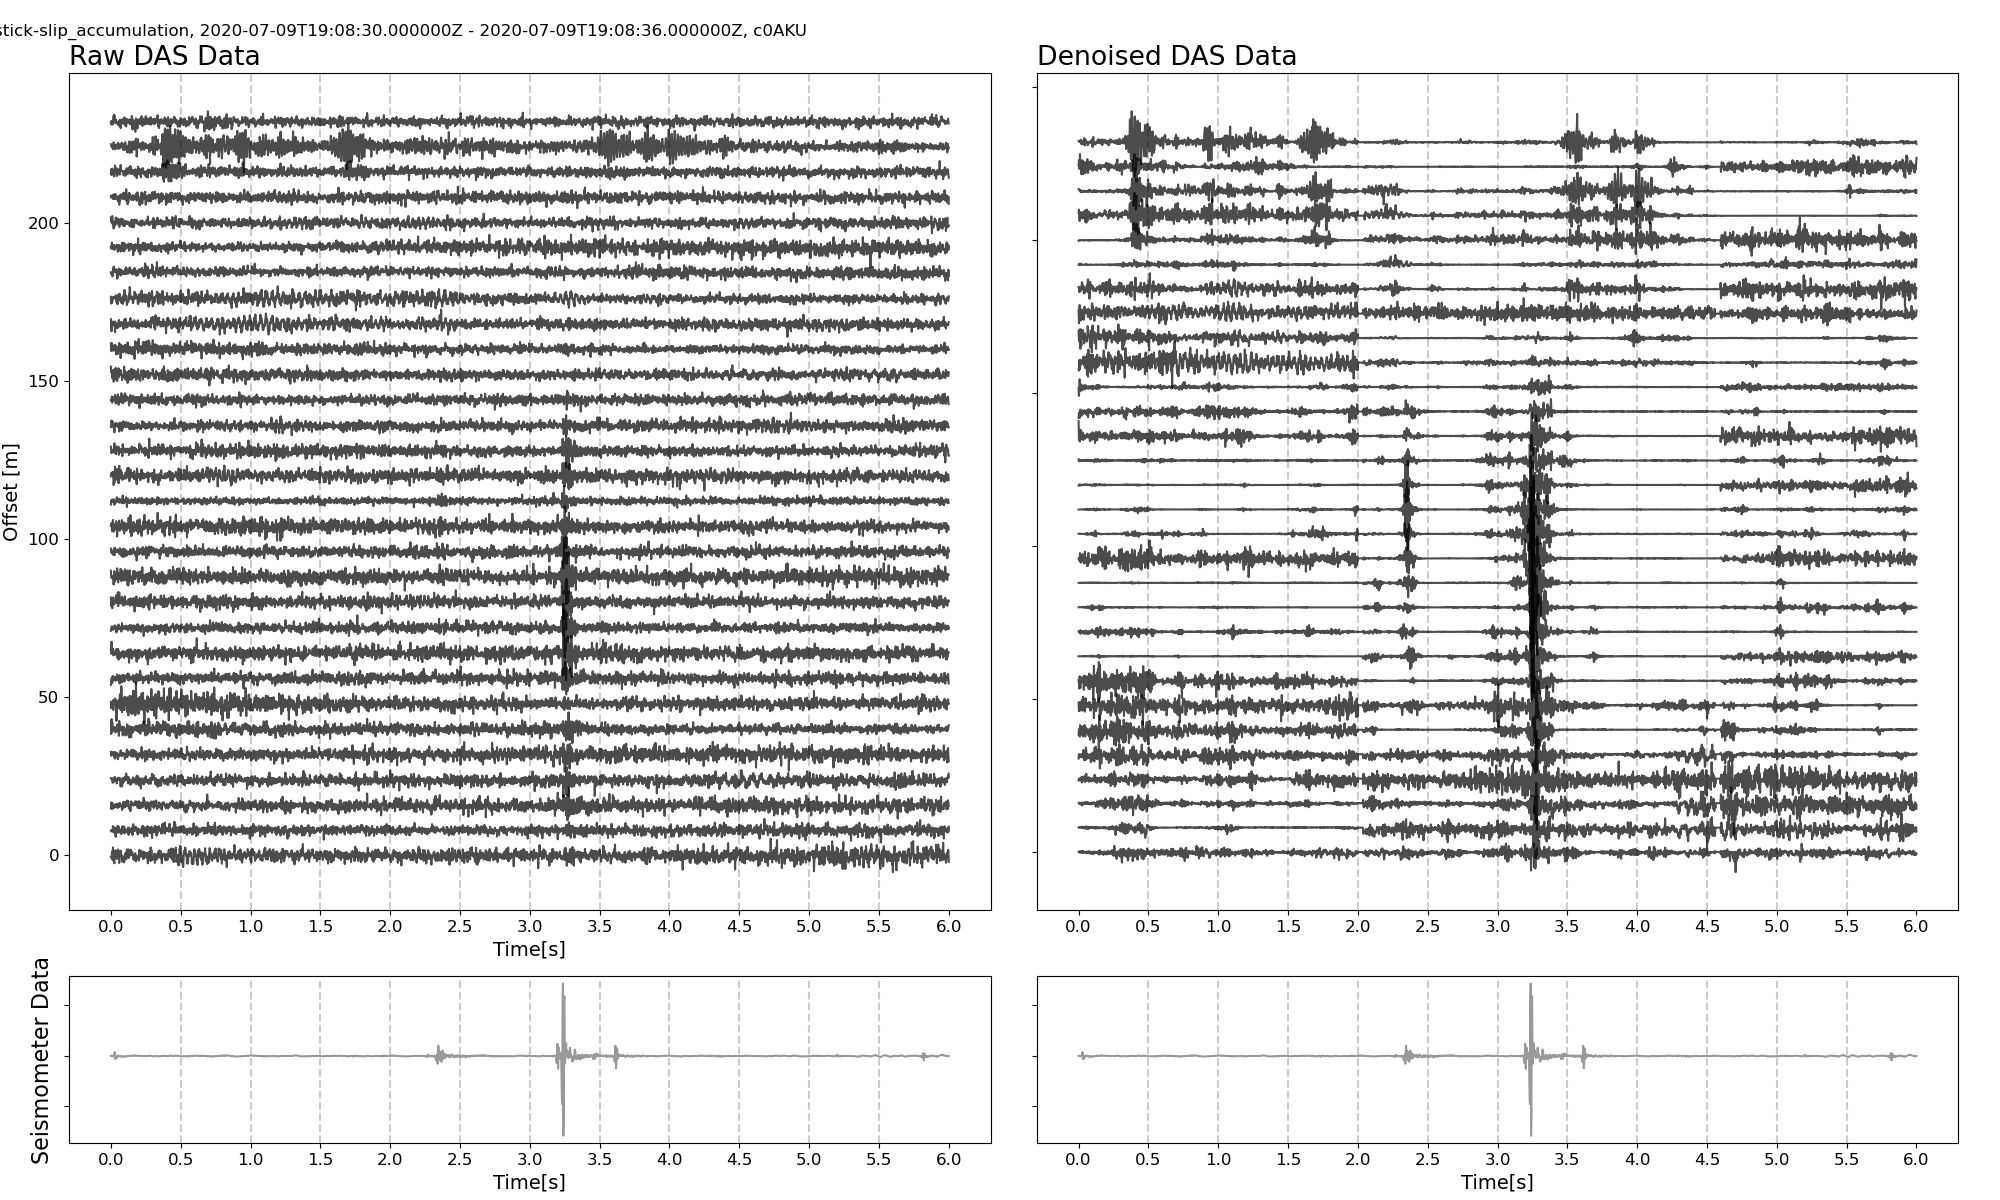 stick-slip_accumulation, 2020-07-09T19:08:30.000000Z - 2020-07-09T19:08:36.000000Z, c0AKU
Raw DAS Data
Denoised DAS Data
Offset [m]
200
150
100
50
0
0.0 0.5 1.0 1.5 2.0 2.5 3.0 3.5 4.0 4.5 5.0 5.5 6.0
Time[s]
0.0 0.5 1.0 1.5 2.0 2.5 3.0 3.5 4.0 4.5 5.0 5.5 6.0
Seismometer Data
0.0 0.5 1.0 1.5 2.0 2.5 3.0 3.5 4.0 4.5 5.0 5.5 6.0
Time[s]
0.0 0.5 1.0 1.5 2.0 2.5 3.0 3.5 4.0 4.5 5.0 5.5 6.0
Time[s]